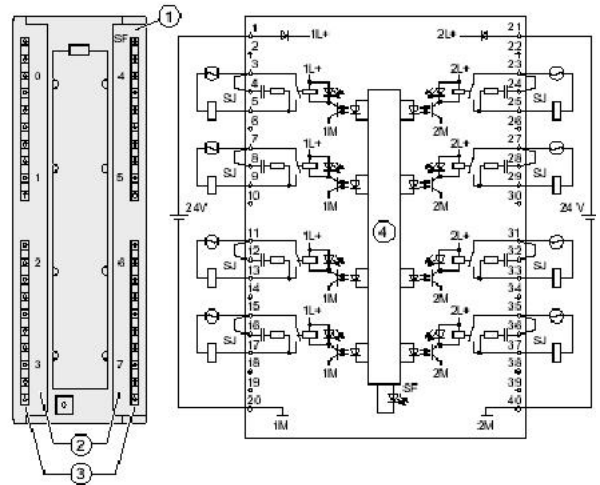 1
SF
0
4
1
5
2
6
3
7
2
3
1
1L+
2L+
21
2
22
3
1L+
2L+
23
4
24
SJ
5
25
SJ
6
1M
2M
26
7
1L+
2L+
27
8
28
SJ
9
29
SJ
10
1M
2M
30
24V
4
24 V
11
1L+
2L+
31
12
32
SJ
13
33
SJ
14
1M
2M
34
15
1L+
2L+
35
16
36
SJ
17
37
SJ
18
1M
2M
38
19
SF
39
20
1M
2M
40